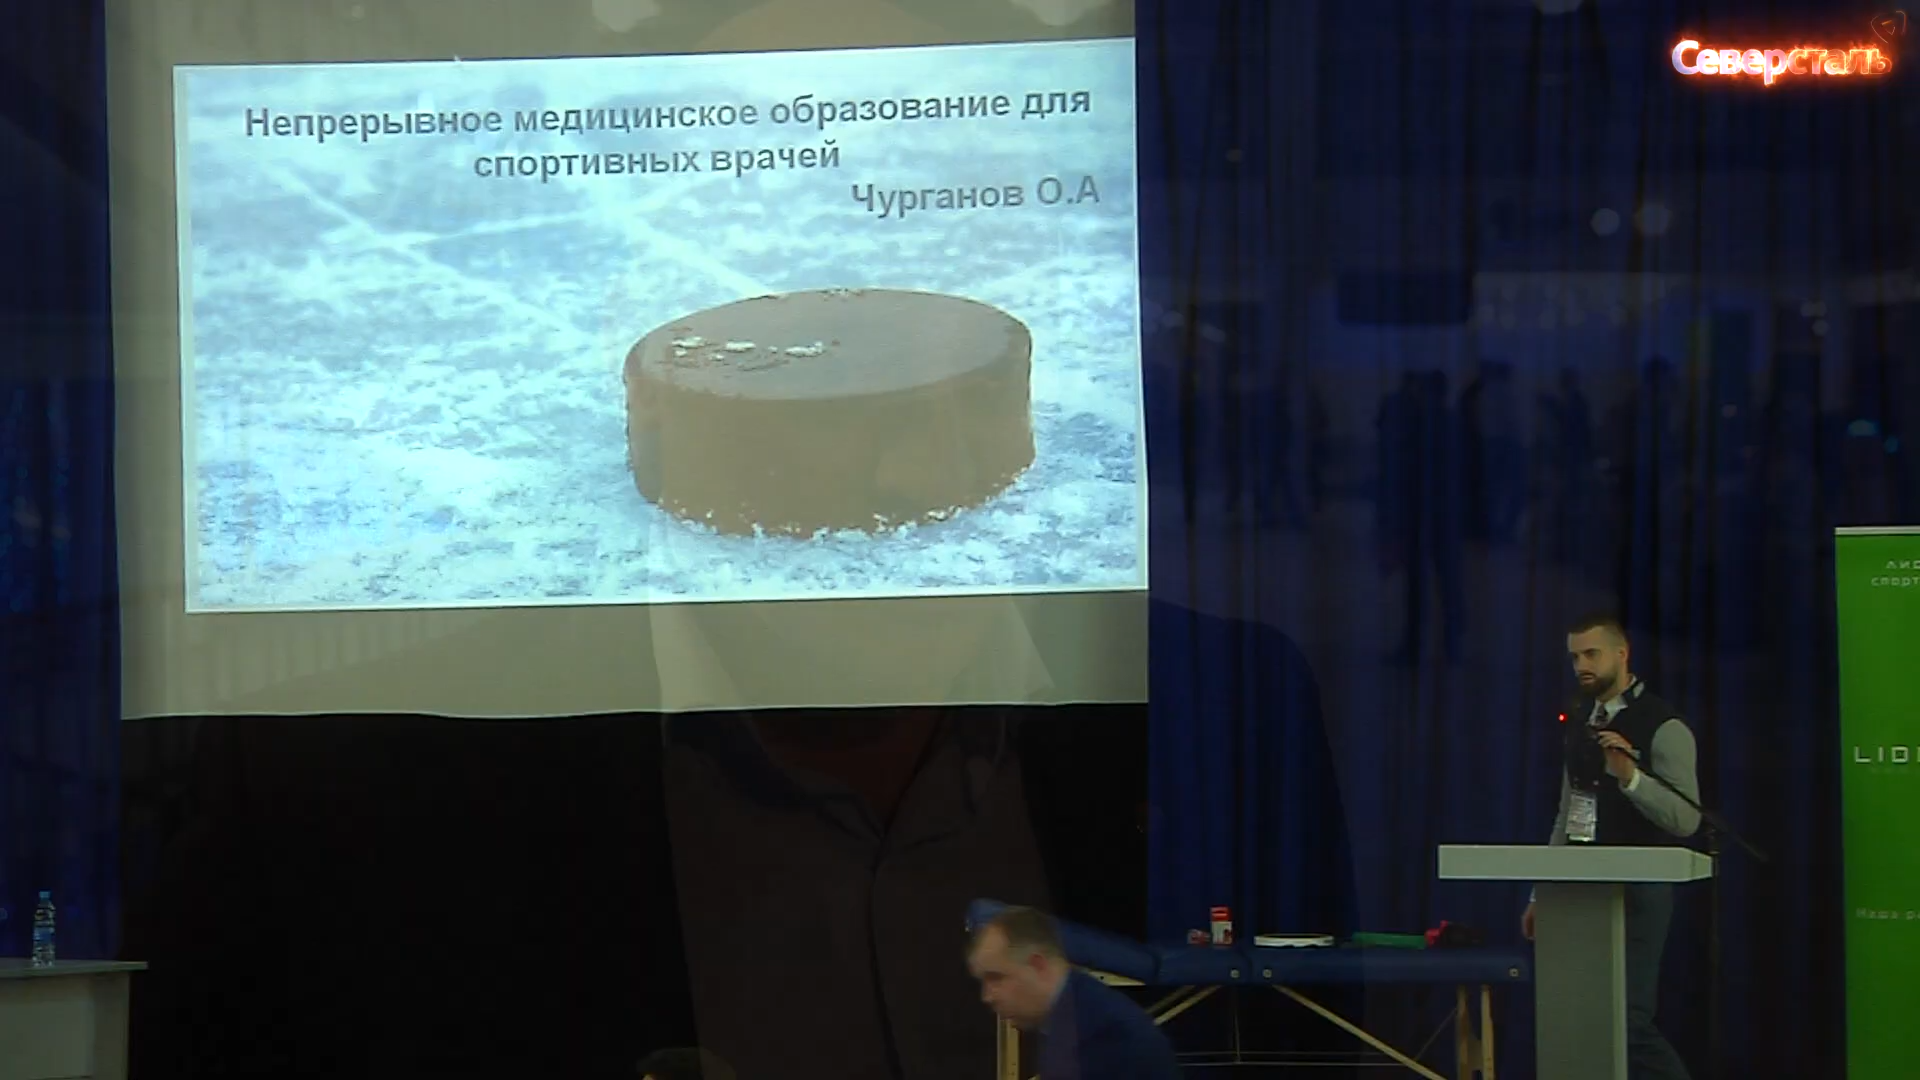 Северсталь
Непрерывное медицинское образование для
спортивных врачей
Чурганов О.А